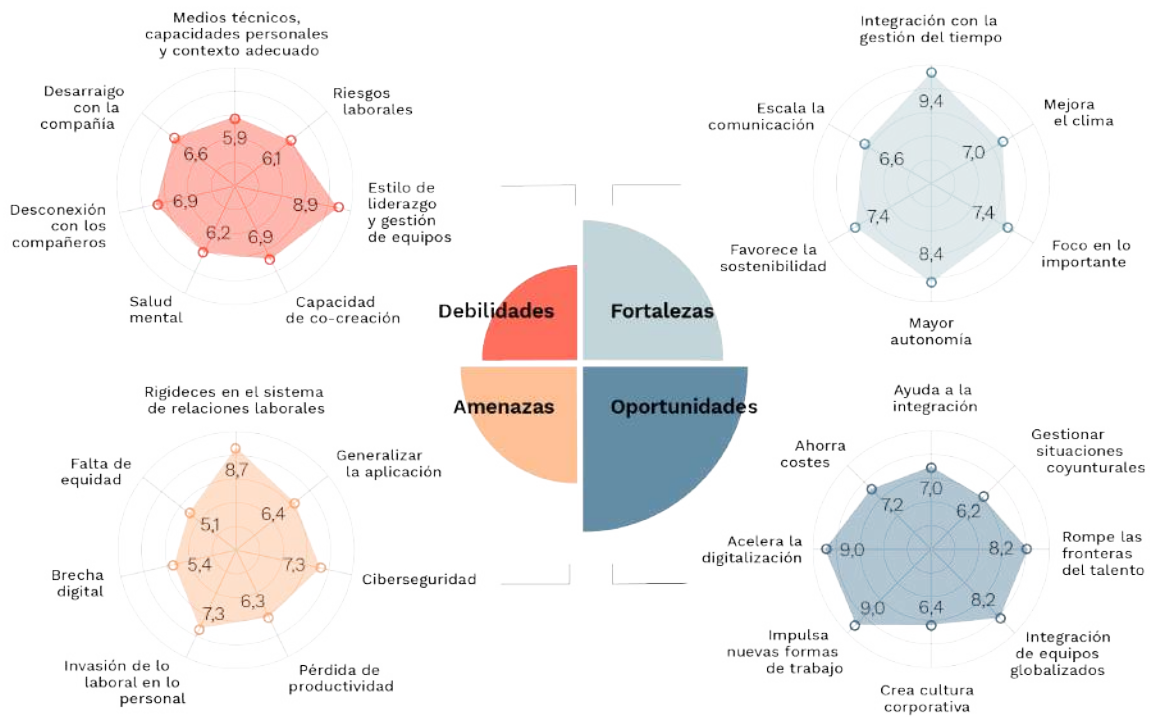 Medios técnicos,
capacidades personales
y contexto adecuado
Riesgos
laborales
Estilo de
liderazgo
y gestión
de equipos
Capacidad
de co-creación
Salud
mental
Desconexión
con los
compañeros
Desarraigo
con la
compañía
5,9
6,1
8,9
6,9
6,2
6,9
6,6
Integración con la
gestión del tiempo
Mejora
el clima
Foco en lo
importante
Mayor
autonomía
Favorece la
sostenibilidad
Escala la
comunicación
9,4
7,0
7,4
8,4
7,4
6,6
Debilidades
Fortalezas
Amenazas
Oportunidades
Rigideces en el sistema
de relaciones laborales
Generalizar
la aplicación
Ciberseguridad
Pérdida de
productividad
Invasión de lo
laboral en lo
personal
Brecha
digital
Falta de
equidad
8,7
6,4
7,3
6,3
7,3
5,4
5,1
Ayuda a la
integración
Gestionar
situaciones
coyunturales
Rompe las
fronteras
del talento
Integración
de equipos
globalizados
Crea cultura
corporativa
Impulsa
nuevas formas
de trabajo
Acelera la
digitalización
Ahorra
costes
7,0
6,2
8,2
8,2
6,4
9,0
9,0
7,2